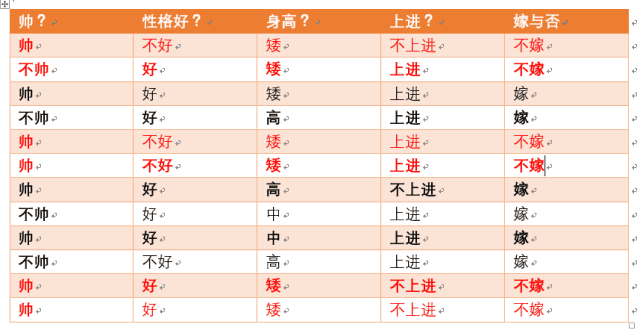 帅？ 性格好？ 身高？ 上进？ 嫁与否
帅 不好 矮 不上进 不嫁
不帅 好 矮 上进 不嫁
帅 好 矮 上进 嫁
不帅 好 高 上进 嫁
帅 不好 矮 上进 不嫁
帅 不好 矮 上进 不嫁
帅 好 高 不上进 嫁
不帅 好 中 上进 嫁
帅 好 中 上进 嫁
不帅 不好 高 上进 嫁
帅 好 矮 不上进 不嫁
帅 好 矮 不上进 不嫁